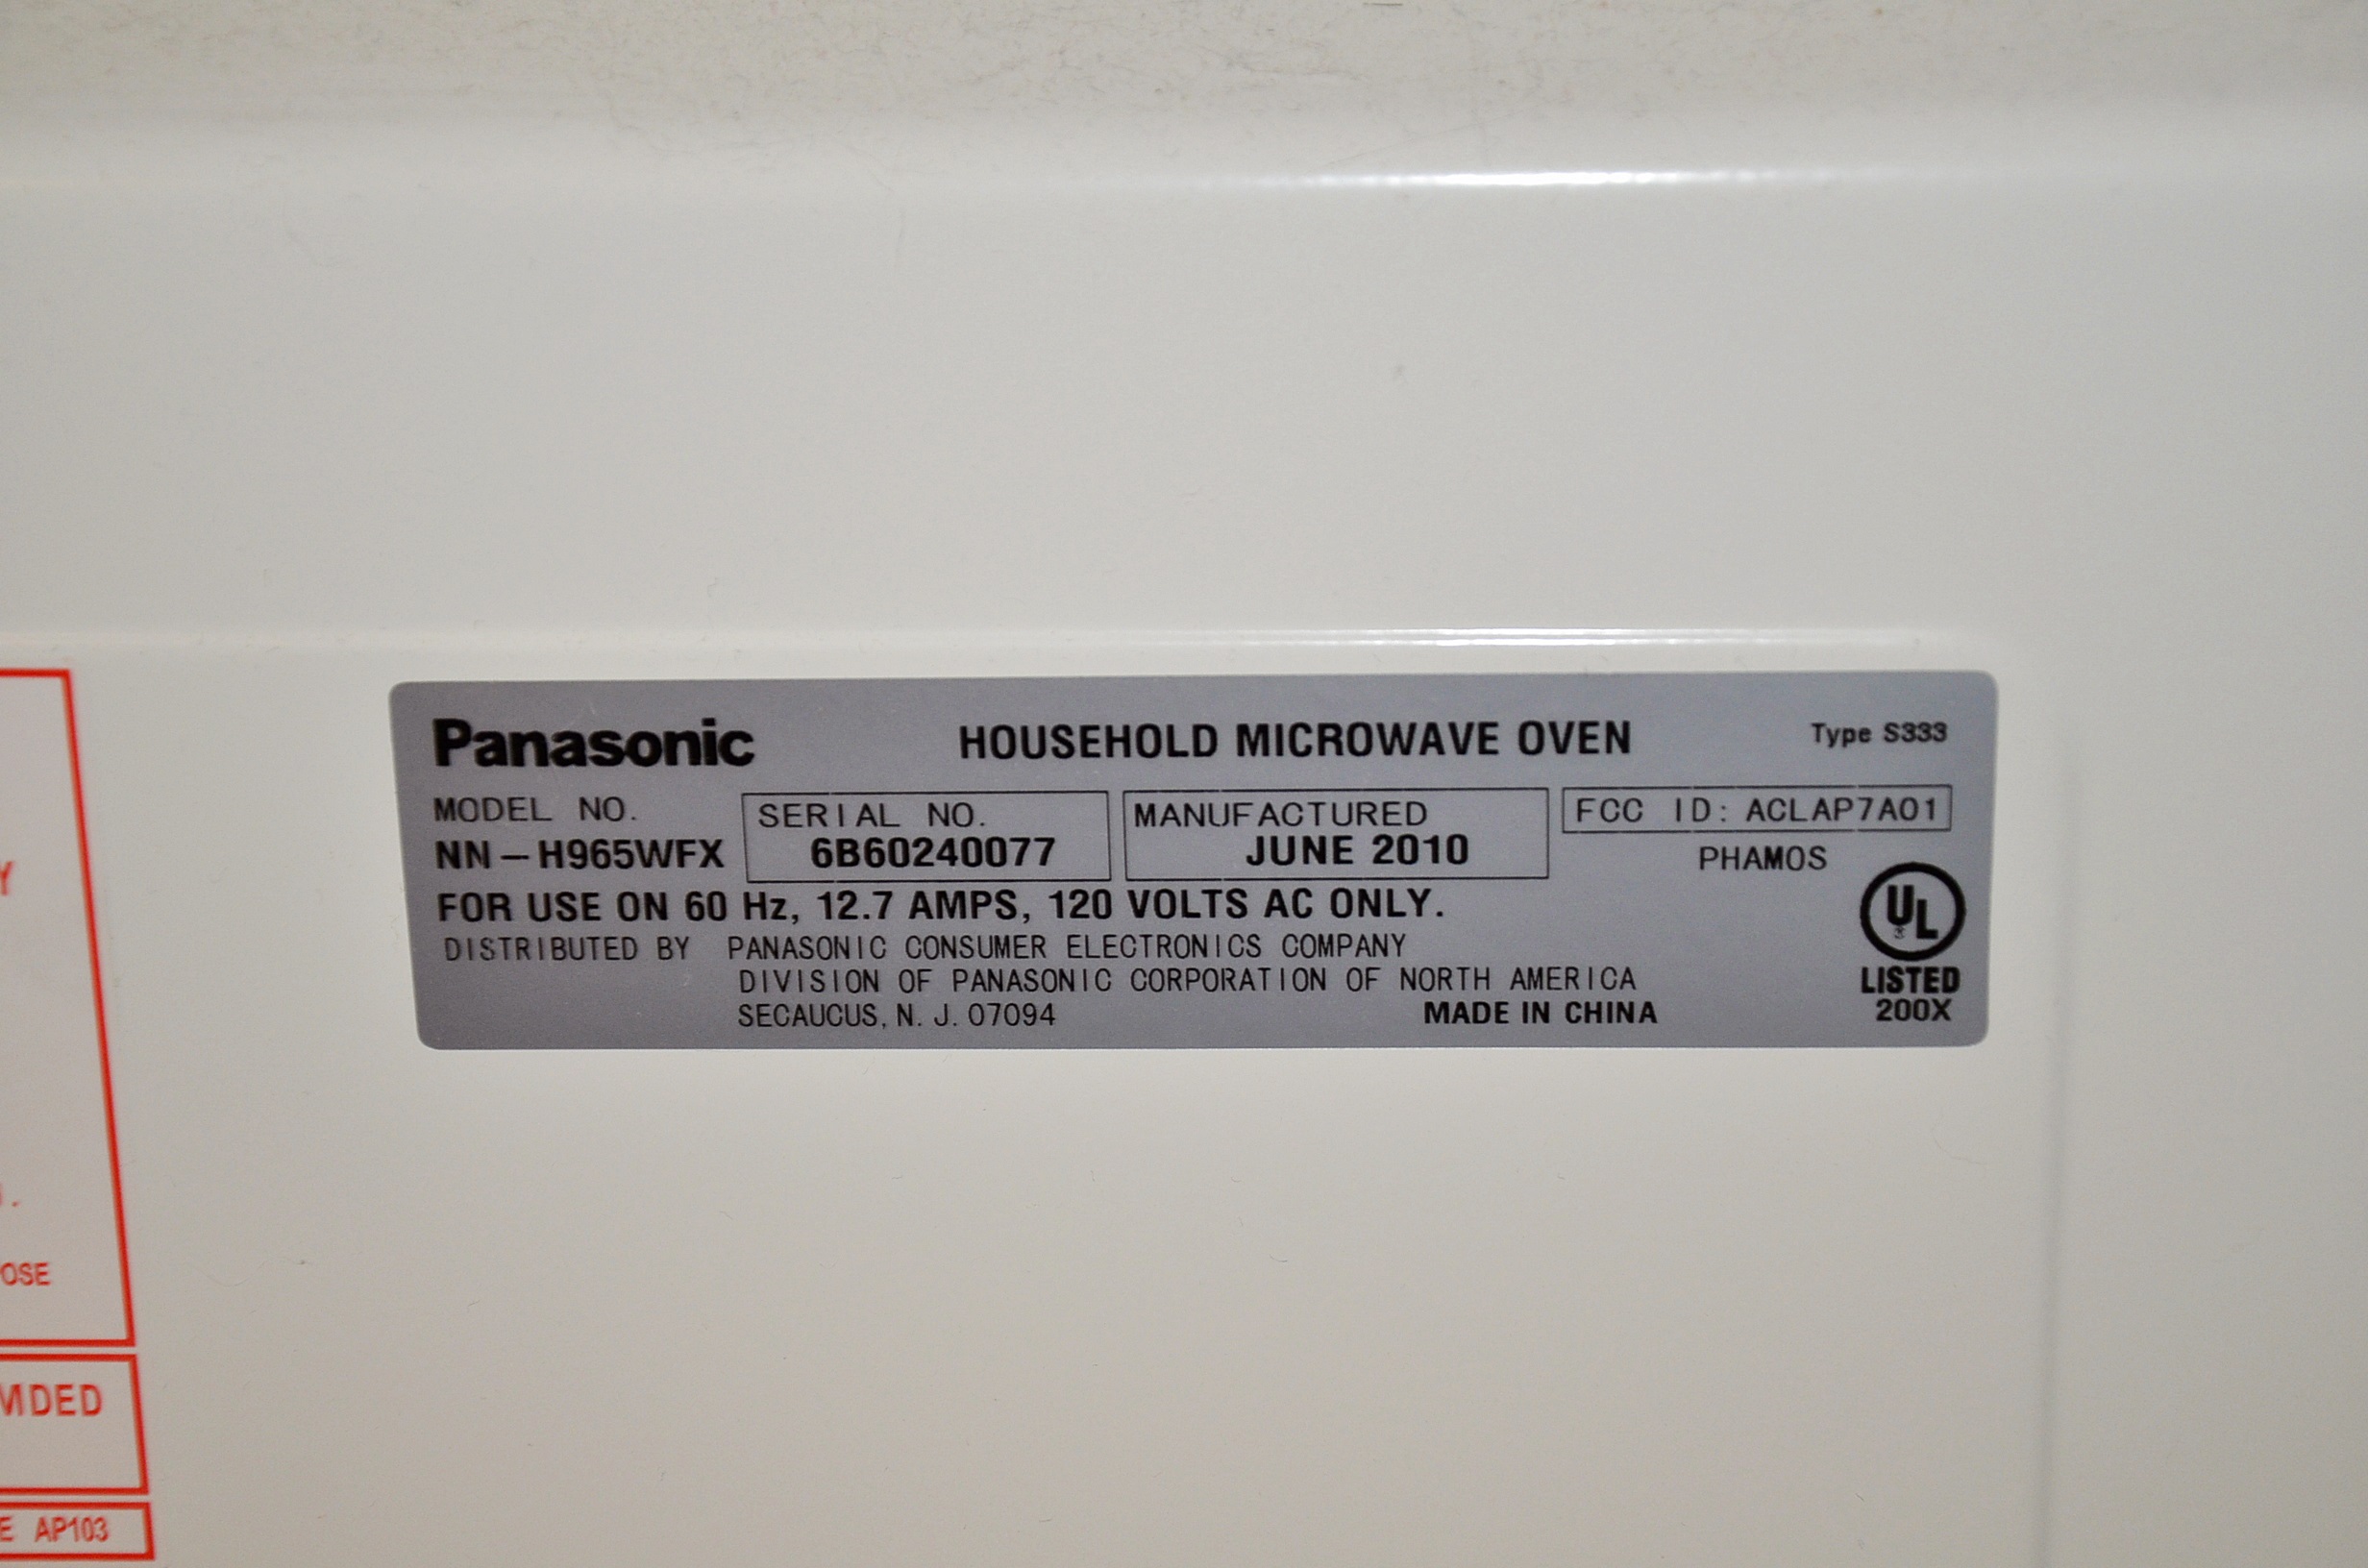 Panasonic HOUSEHOLD MICROWAVE OVEN Type S333
MODEL NO. SERIAL NO. MANUFACTURED FCC ID: ACLAP7A01
NN-H965WFX 6B60240077 JUNE 2010 PHAMOS
FOR USE ON 60 Hz, 12.7 AMPS, 120 VOLTS AC ONLY.
DISTRIBUTED BY PANASONIC CONSUMER ELECTRONICS COMPANY
DIVISION OF PANASONIC CORPORATION OF NORTH AMERICA
SECAUCUS, N. J. 07094 MADE IN CHINA
UL
LISTED
200X
Y
OSE
MDED
E AP103